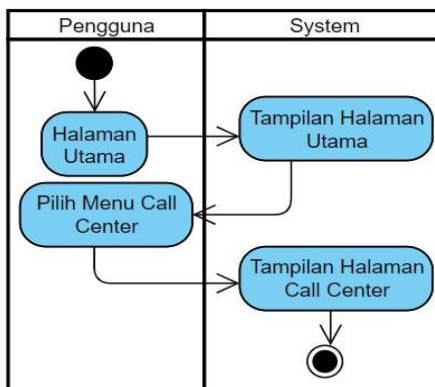 Pengguna
System
Halaman
Utama
Tampilan Halaman
Utama
Pilih Menu Call
Center
Tampilan Halaman
Call Center